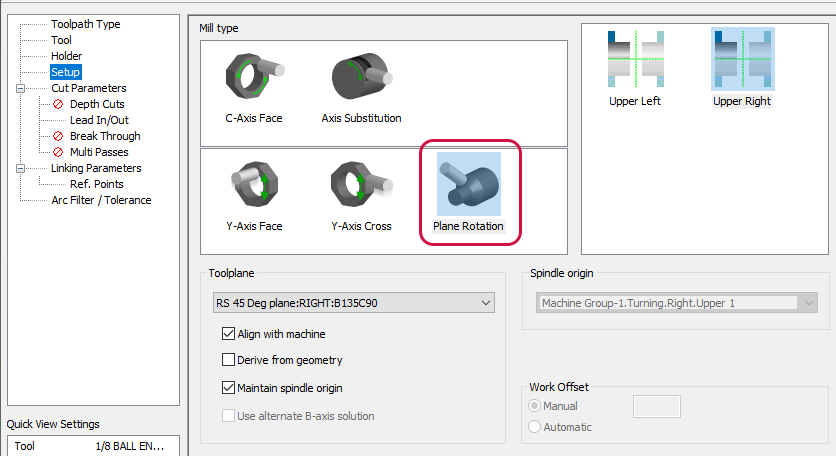 Toolpath Type
Tool
Holder
Setup
Cut Parameters
Depth Cuts
Lead In/Out
Break Through
Multi Passes
Linking Parameters
Ref. Points
Arc Filter / Tolerance
Quick View Settings
Tool 1/8 BALL EN...
Mill type
C-Axis Face Axis Substitution
Y-Axis Face Y-Axis Cross Plane Rotation
Upper Left Upper Right
Toolplane
RS 45 Deg plane:RIGHT:B135C90
Align with machine
Derive from geometry
Maintain spindle origin
Use alternate B-axis solution
Spindle origin
Machine Group-1.Turning.Right.Upper 1
Work Offset
Manual
Automatic